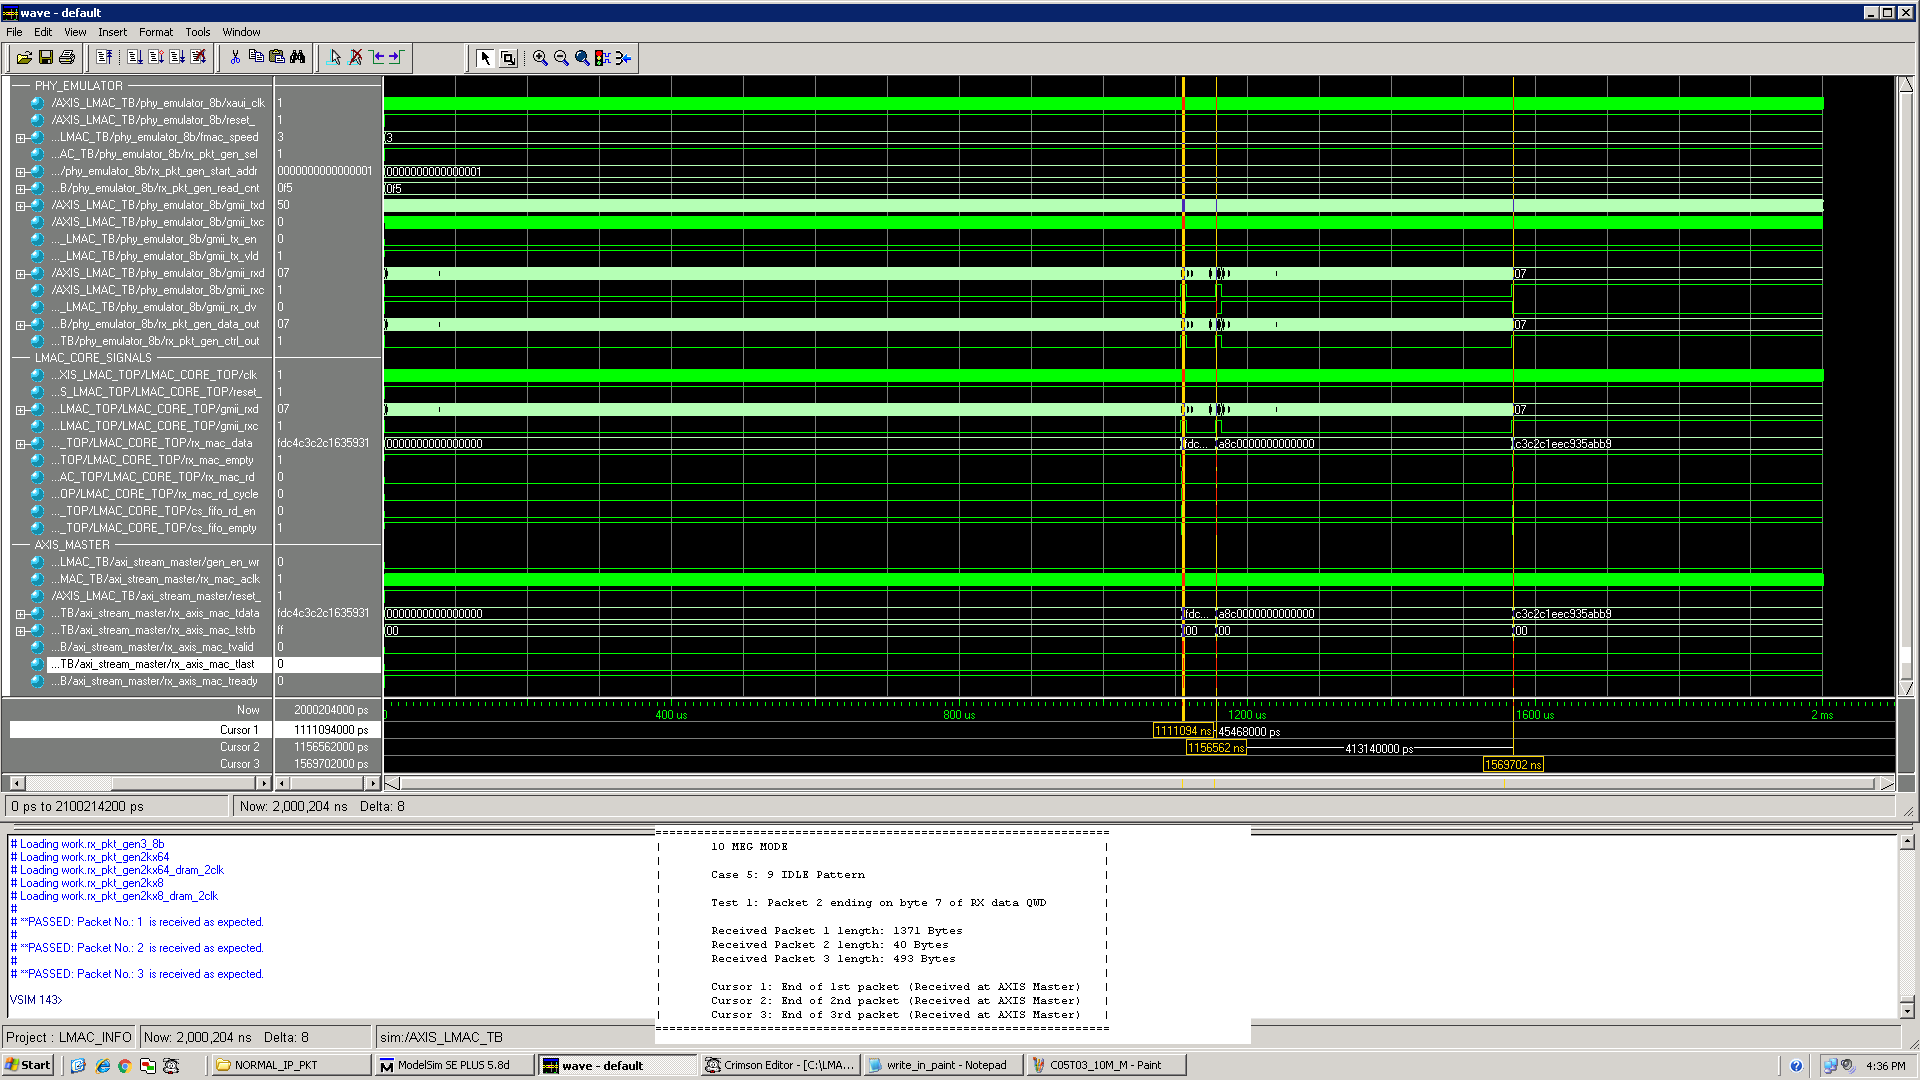 wave - default
File Edit View Insert Format Tools Window
PHY_EMULATOR
/AXIS_LMAC_TB/phy_emulator_8b/xaui_clk 1
/AXIS_LMAC_TB/phy_emulator_8b/reset_ 1
...LMAC_TB/phy_emulator_8b/fmac_speed 3 3
...AC_TB/phy_emulator_8b/rx_pkt_gen_sel 1
.../phy_emulator_8b/rx_pkt_gen_start_addr 0000000000000001 0000000000000001
...B/phy_emulator_8b/rx_pkt_gen_read_cnt 0f5 0f5
/AXIS_LMAC_TB/phy_emulator_8b/gmii_txd 50
/AXIS_LMAC_TB/phy_emulator_8b/gmii_txc 0
..._LMAC_TB/phy_emulator_8b/gmii_tx_en 0
..._LMAC_TB/phy_emulator_8b/gmii_tx_vld 1
/AXIS_LMAC_TB/phy_emulator_8b/gmii_rxd 07 07
/AXIS_LMAC_TB/phy_emulator_8b/gmii_rxc 1
..._LMAC_TB/phy_emulator_8b/gmii_rx_dv 0
...B/phy_emulator_8b/rx_pkt_gen_data_out 07 07
...TB/phy_emulator_8b/rx_pkt_gen_ctrl_out 1
LMAC_CORE_SIGNALS
...XIS_LMAC_TOP/LMAC_CORE_TOP/clk 1
...S_LMAC_TOP/LMAC_CORE_TOP/reset_ 1
...LMAC_TOP/LMAC_CORE_TOP/gmii_rxd 07 07
...LMAC_TOP/LMAC_CORE_TOP/gmii_rxc 1
..._TOP/LMAC_CORE_TOP/rx_mac_data fdc4c3c2c1635931 0000000000000000 fdc... a8c0000000000000 c3c2c1eec935abb9
...TOP/LMAC_CORE_TOP/rx_mac_empty 1
...AC_TOP/LMAC_CORE_TOP/rx_mac_rd 0
...OP/LMAC_CORE_TOP/rx_mac_rd_cycle 0
..._TOP/LMAC_CORE_TOP/cs_fifo_rd_en 0
..._TOP/LMAC_CORE_TOP/cs_fifo_empty 1
AXIS_MASTER
...LMAC_TB/axi_stream_master/gen_en_wr 0
...MAC_TB/axi_stream_master/rx_mac_aclk 1
/AXIS_LMAC_TB/axi_stream_master/reset_ 1
...TB/axi_stream_master/rx_axis_mac_tdata fdc4c3c2c1635931 0000000000000000 fdc... a8c0000000000000 c3c2c1eec935abb9
...TB/axi_stream_master/rx_axis_mac_tstrb ff 00 00 00 00
...B/axi_stream_master/rx_axis_mac_tvalid 0
...TB/axi_stream_master/rx_axis_mac_tlast 0
...B/axi_stream_master/rx_axis_mac_tready 0
Now 2000204000 ps 0 400 us 800 us 1200 us 1600 us 2 ms
Cursor 1 1111094000 ps 1111094 ns 45468000 ps
Cursor 2 1156562000 ps 1156562 ns 413140000 ps
Cursor 3 1569702000 ps 1569702 ns
0 ps to 2100214200 ps Now: 2,000,204 ns Delta: 8
# Loading work.rx_pkt_gen3_8b
# Loading work.rx_pkt_gen2kx64
# Loading work.rx_pkt_gen2kx64_dram_2clk
# Loading work.rx_pkt_gen2kx8
# Loading work.rx_pkt_gen2kx8_dram_2clk
#
# **PASSED: Packet No.: 1 is received as expected.
#
# **PASSED: Packet No.: 2 is received as expected.
#
# **PASSED: Packet No.: 3 is received as expected.
VSIM 143>
10 MEG MODE
Case 5: 9 IDLE Pattern
Test 1: Packet 2 ending on byte 7 of RX data QWD
Received Packet 1 length: 1371 Bytes
Received Packet 2 length: 40 Bytes
Received Packet 3 length: 493 Bytes
Cursor 1: End of 1st packet (Received at AXIS Master)
Cursor 2: End of 2nd packet (Received at AXIS Master)
Cursor 3: End of 3rd packet (Received at AXIS Master)
Project : LMAC_INFO Now: 2,000,204 ns Delta: 8 sim:/AXIS_LMAC_TB
Start NORMAL_IP_PKT ModelSim SE PLUS 5.8d wave - default Crimson Editor - [C:\LMA... write_in_paint - Notepad C05T03_10M_M - Paint 4:36 PM